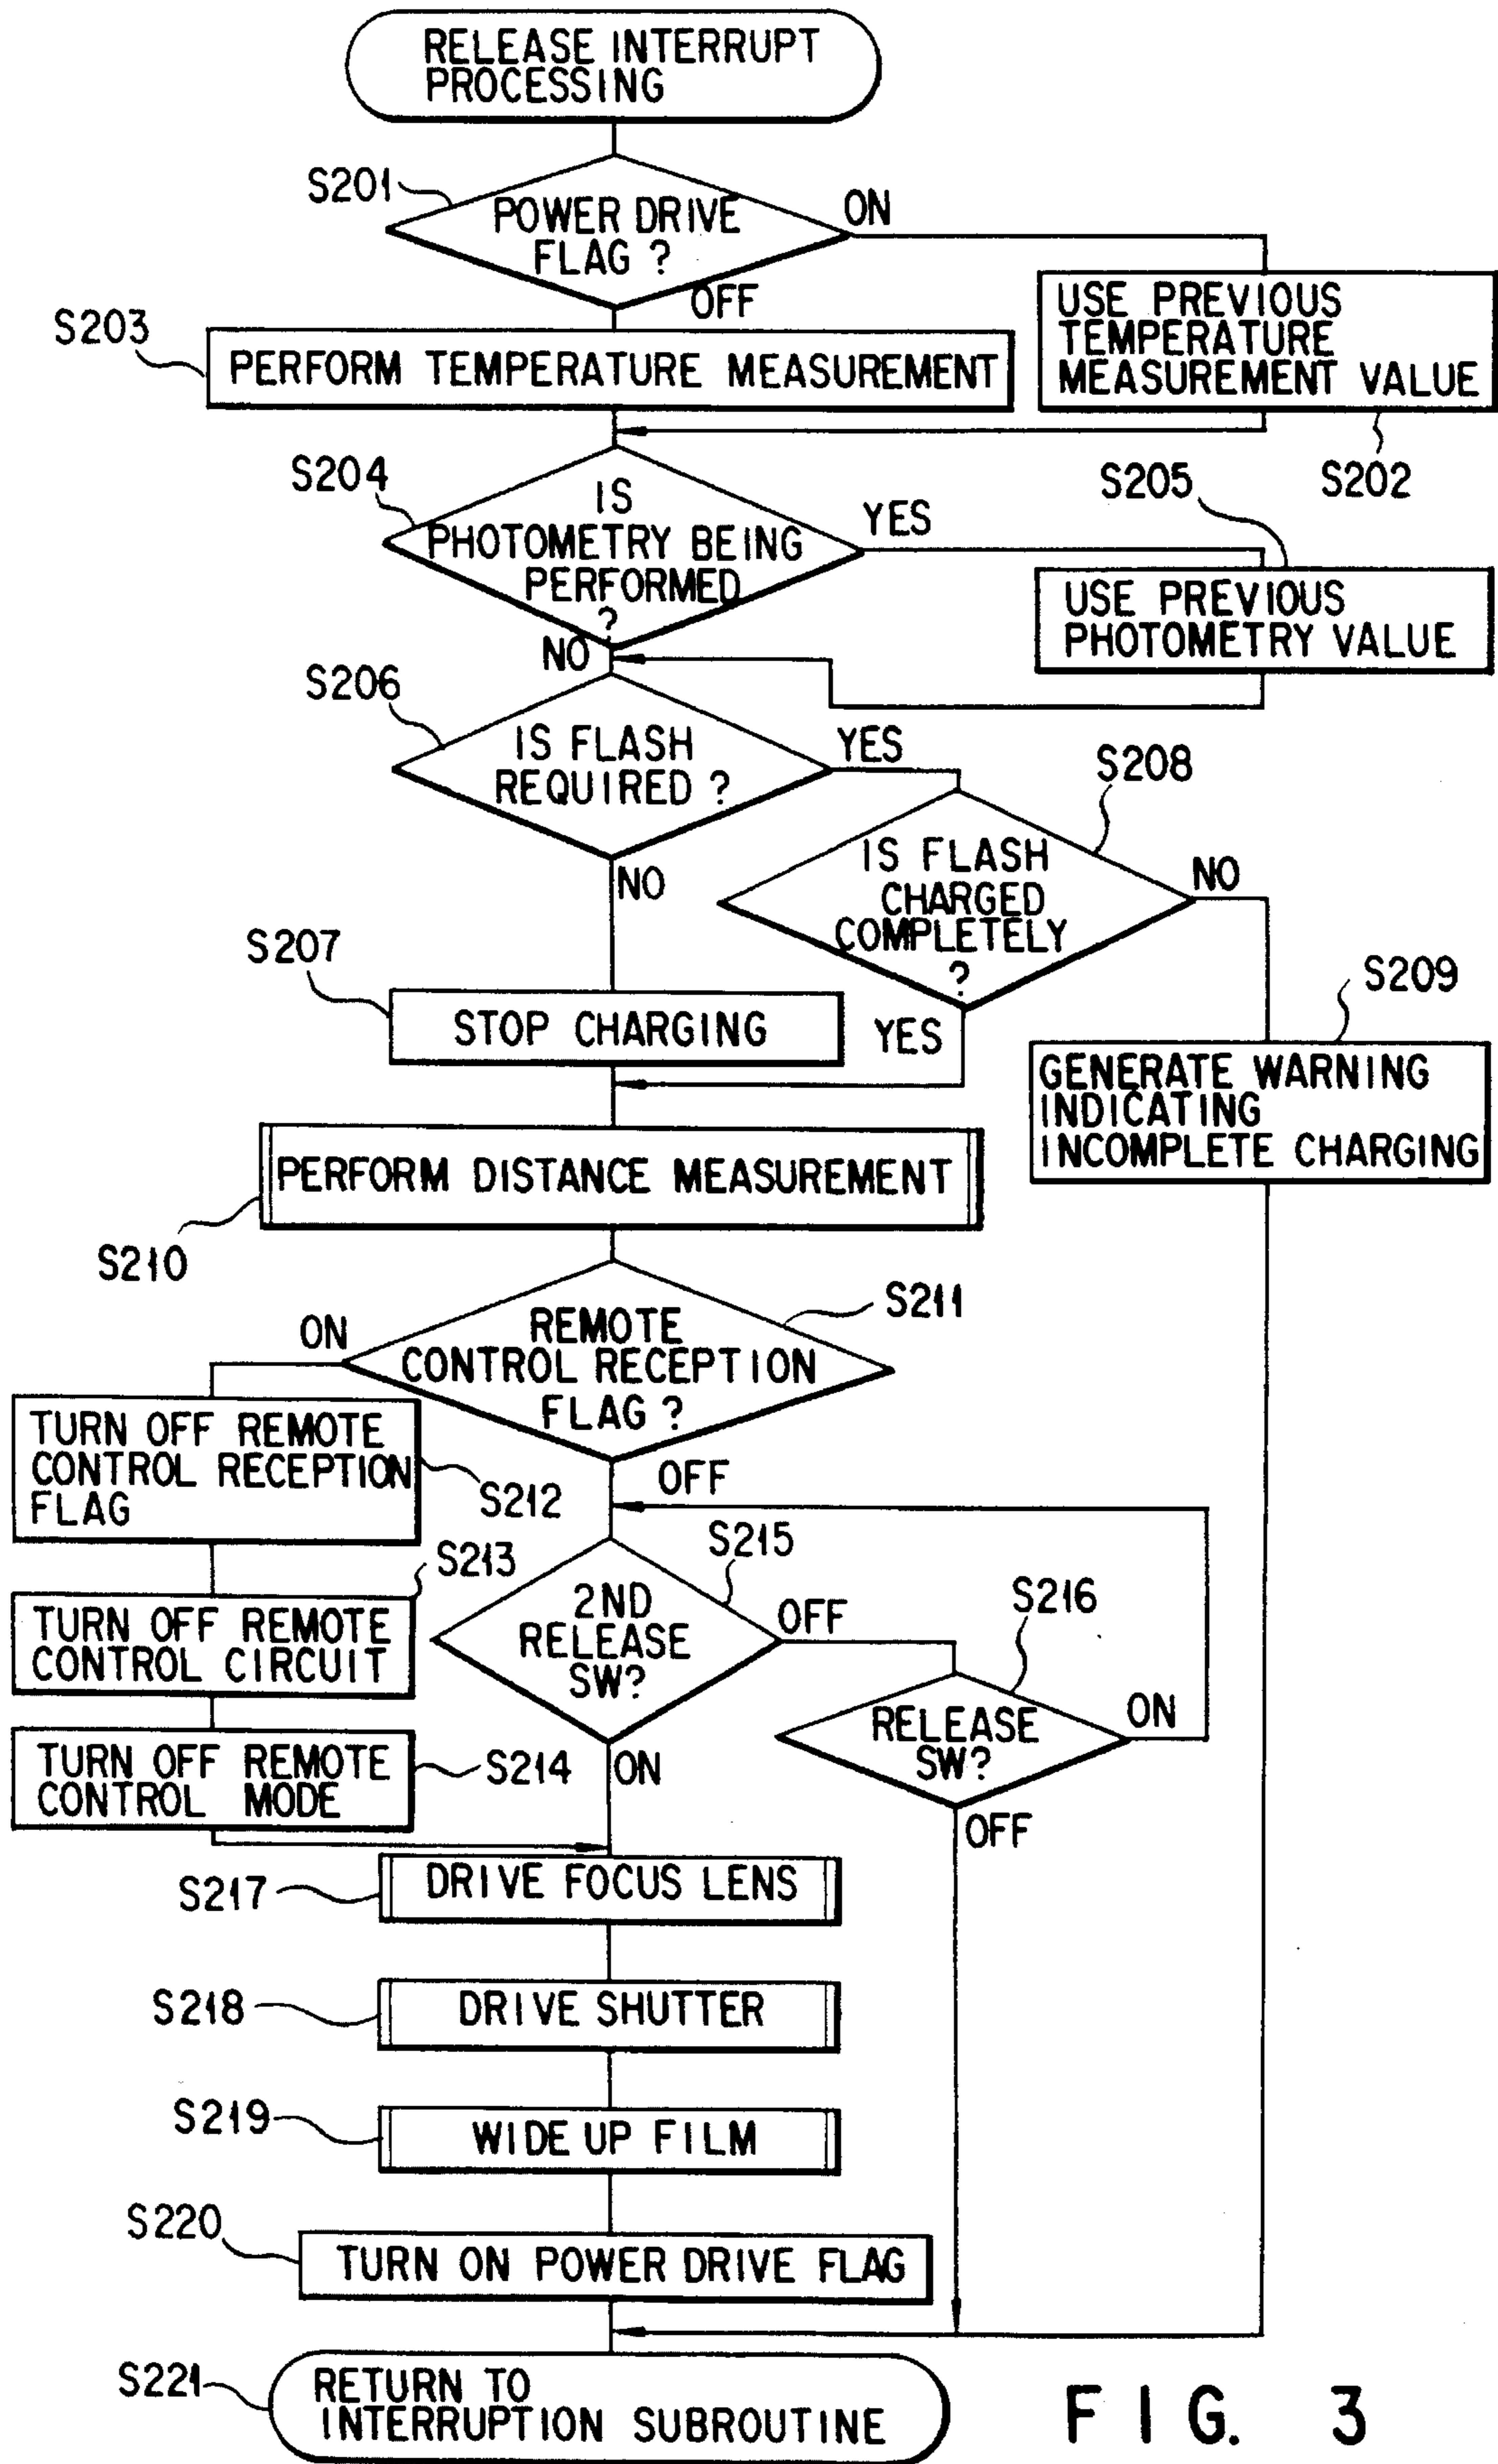 RELEASE INTERRUPT
PROCESSING
S201
POWER DRIVE
FLAG ?
ON
OFF
S203
PERFORM TEMPERATURE MEASUREMENT
USE PREVIOUS
TEMPERATURE
MEASUREMENT VALUE
S202
S204
IS
PHOTOMETRY BEING
PERFORMED
?
YES
NO
S205
USE PREVIOUS
PHOTOMETRY VALUE
S206
IS FLASH
REQUIRED ?
YES
NO
S208
IS FLASH
CHARGED
COMPLETELY
?
NO
YES
S207
STOP CHARGING
S209
GENERATE WARNING
INDICATING
INCOMPLETE CHARGING
PERFORM DISTANCE MEASUREMENT
S210
S211
REMOTE
CONTROL RECEPTION
FLAG ?
ON
OFF
TURN OFF REMOTE
CONTROL RECEPTION
FLAG
S212
S213
TURN OFF REMOTE
CONTROL CIRCUIT
TURN OFF REMOTE
CONTROL MODE
S214
S215
2ND
RELEASE
SW?
OFF
ON
S216
RELEASE
SW?
ON
OFF
S217
DRIVE FOCUS LENS
S218
DRIVE SHUTTER
S219
WIDE UP FILM
S220
TURN ON POWER DRIVE FLAG
S221
RETURN TO
INTERRUPTION SUBROUTINE
FIG. 3